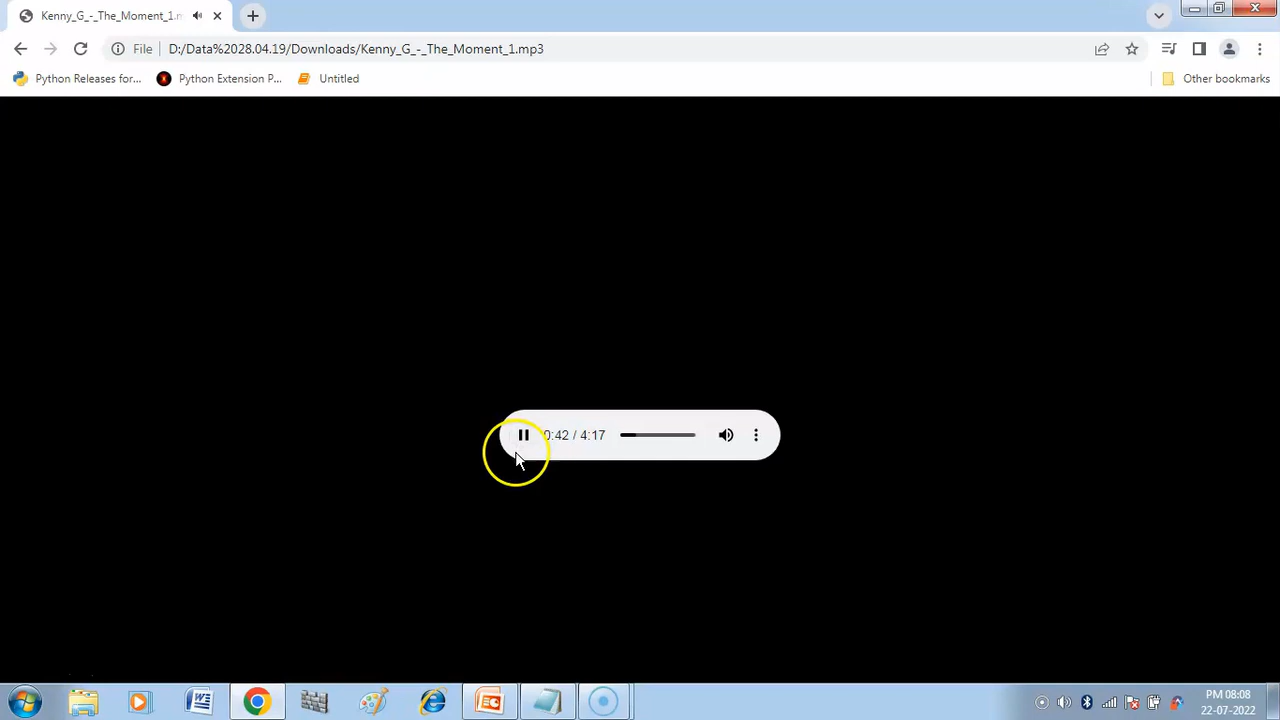 Kenny_G_-_The_Moment_1.m
File
D:/Data%2028.04.19/Downloads/Kenny_G_-_The_Moment_1.mp3
Python Releases for...
Python Extension P...
Untitled
Other bookmarks
0:42 / 4:17
PM 08:08
22-07-2022